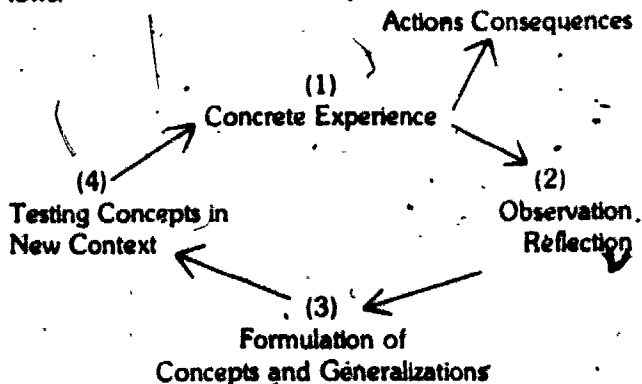 Actions Consequences
(1)
Concrete Experience
(4)
(2)
Testing Concepts in
Observation
New Context
Reflection
(3)
Formulation of
Concepts and Generalizations